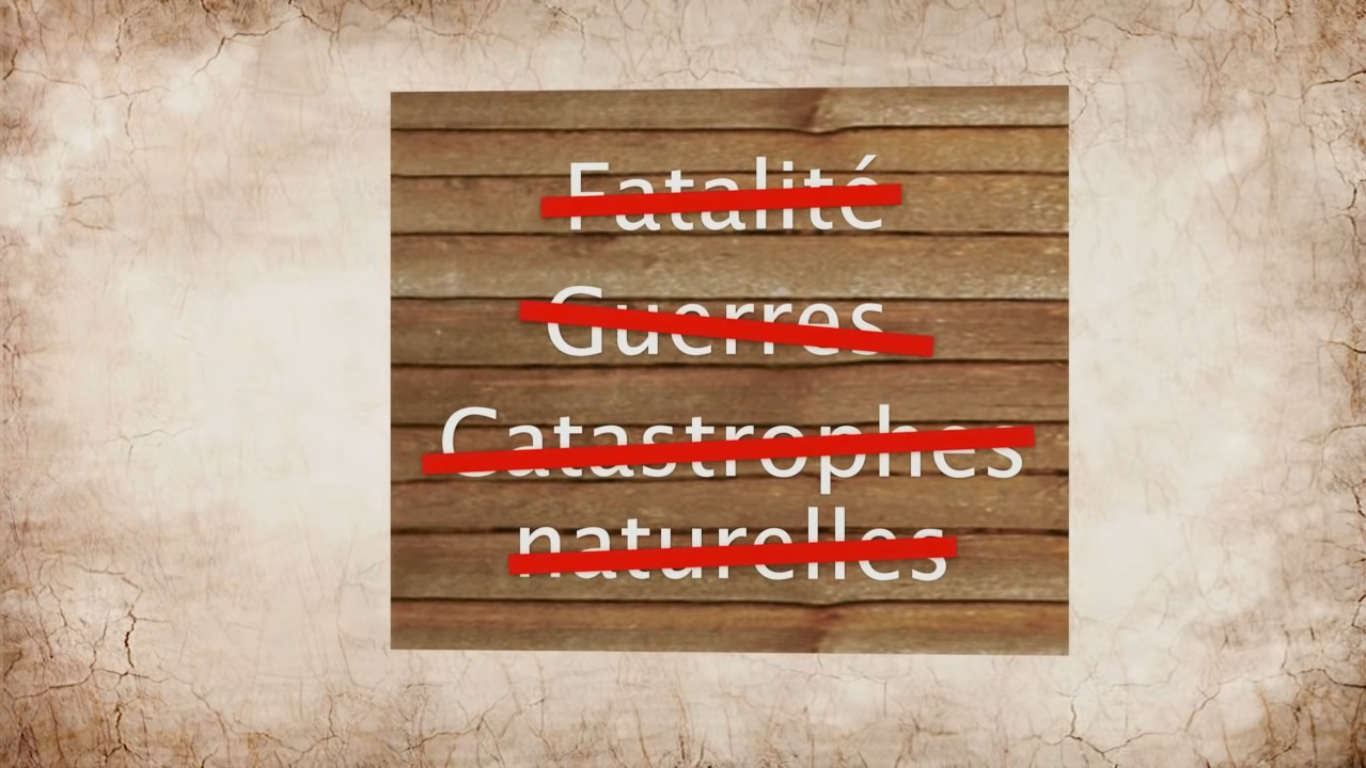 Fatalité
Guerres
Catastrophes
naturelles